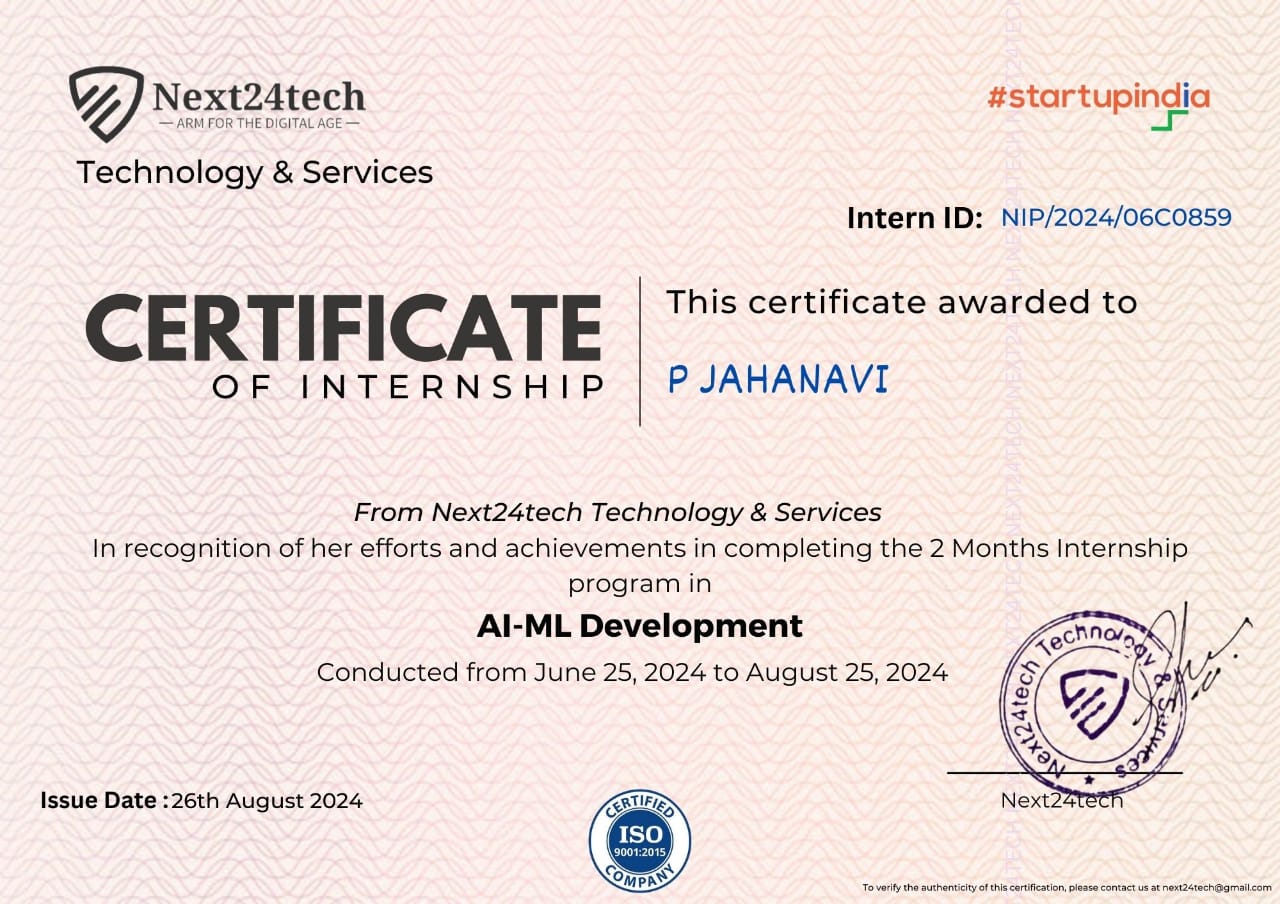 Next24tech
ARM FOR THE DIGITAL AGE
Technology & Services
#startupindia
Intern ID: NIP/2024/06C0859
CERTIFICATE
OF INTERNSHIP
This certificate awarded to
P JAHANAVI
From Next24tech Technology & Services
In recognition of her efforts and achievements in completing the 2 Months Internship
program in
AI-ML Development
Conducted from June 25, 2024 to August 25, 2024
Next24tech Technology & Services
Next24tech
Issue Date : 26th August 2024
CERTIFIED
ISO
9001:2015
COMPANY
To verify the authenticity of this certification, please contact us at next24tech@gmail.com